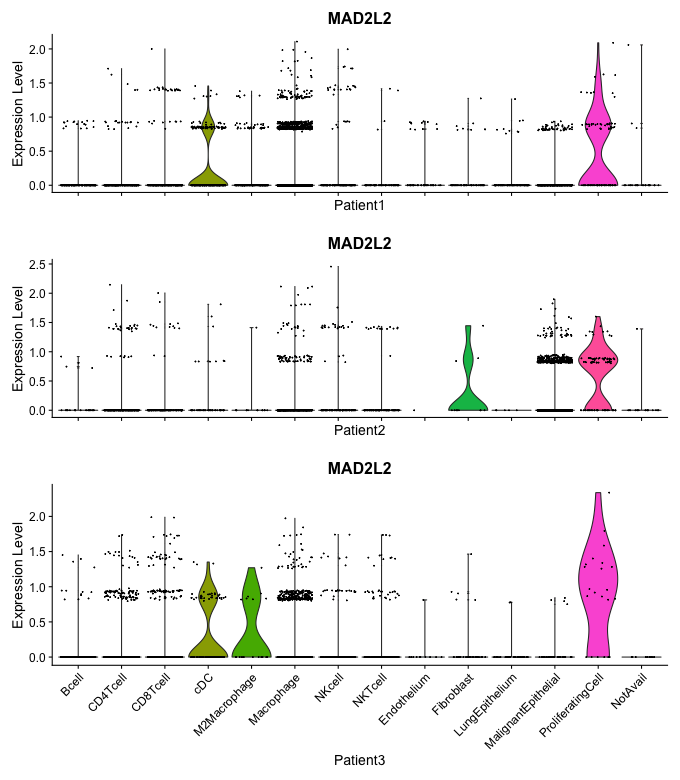 MAD2L2
Expression Level
2.0
1.5
1.0
0.5
0.0
Patient1
MAD2L2
Expression Level
2.5
2.0
1.5
1.0
0.5
0.0
Patient2
MAD2L2
Expression Level
2.0
1.5
1.0
0.5
0.0
Bcell
CD4Tcell
CD8Tcell
cDC
M2Macrophage
Macrophage
NKcell
NKTcell
Endothelium
Fibroblast
LungEpithelium
MalignantEpithelial
ProliferatingCell
NotAvail
Patient3